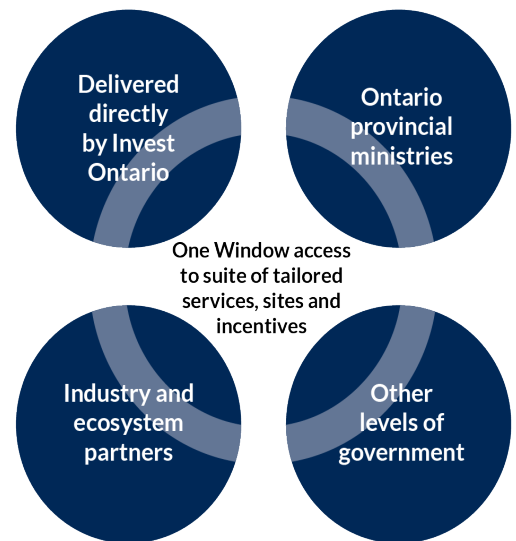 Delivered
directly
by Invest
Ontario
Ontario
provincial
ministries
One Window access
to suite of tailored
services, sites and
incentives
Industry and
ecosystem
partners
Other
levels of
government